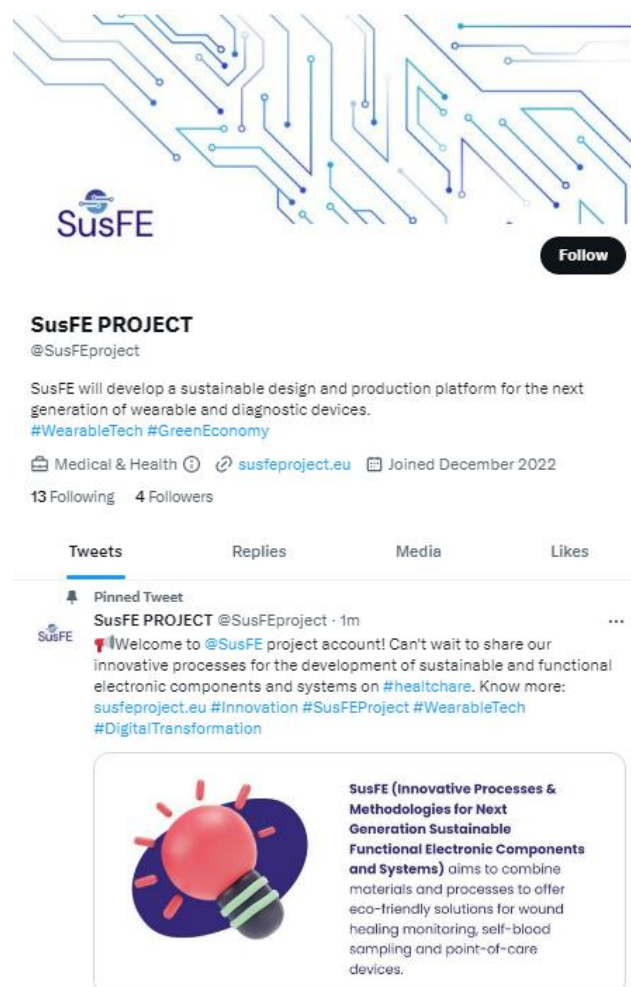 SusFE
Follow
SusFE PROJECT
@SusFEproject
SusFE will develop a sustainable design and production platform for the next
generation of wearable and diagnostic devices.
#WearableTech #GreenEconomy
Medical & Health susfeproject.eu Joined December 2022
13 Following 4 Followers
Tweets Replies Media Likes
Pinned Tweet
SusFE PROJECT @SusFEproject · 1m
SusFE
Welcome to @SusFE project account! Can't wait to share our
innovative processes for the development of sustainable and functional
electronic components and systems on #healtchare. Know more:
susfeproject.eu #Innovation #SusFEProject #WearableTech
#DigitalTransformation
SusFE (Innovative Processes &
Methodologies for Next
Generation Sustainable
Functional Electronic Components
and Systems) aims to combine
materials and processes to offer
eco-friendly solutions for wound
healing monitoring, self-blood
sampling and point-of-care
devices.